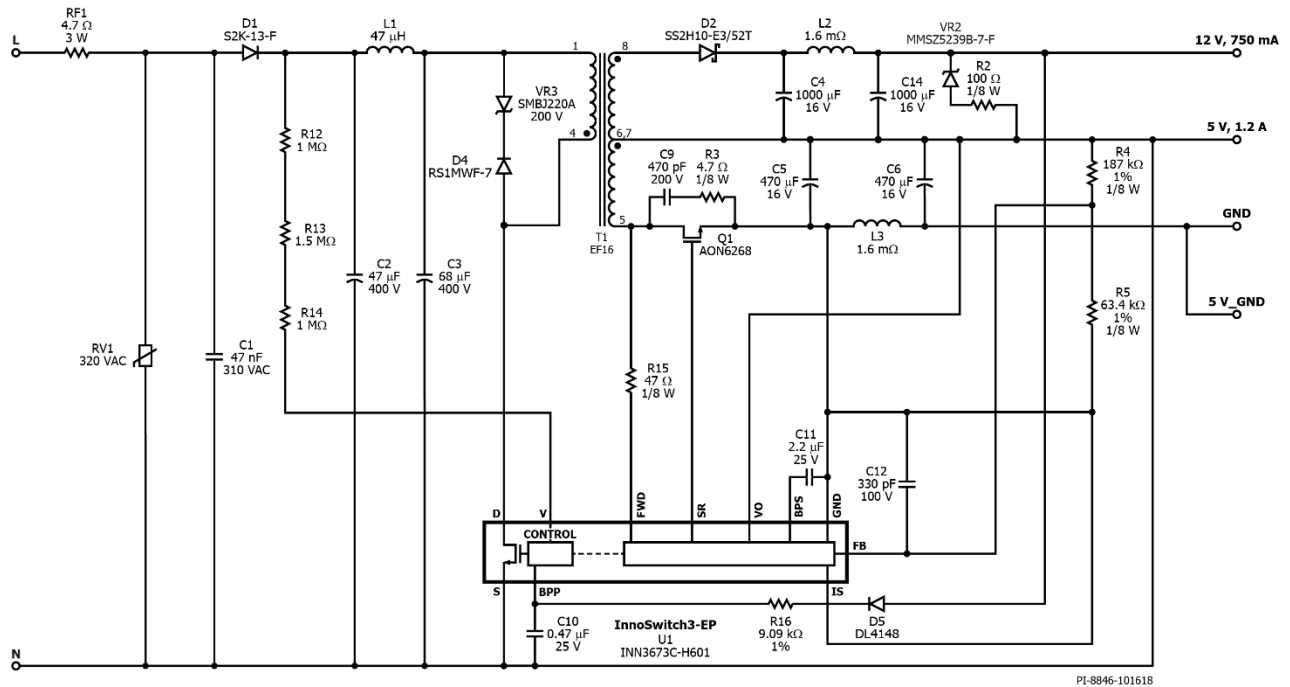 RF1
4.7 Ω
3 W
L
D1
S2K-13-F
L1
47 μH
1
4
VR3
SMBJ220A
200 V
D4
RS1MWF-7
R12
1 MΩ
R13
1.5 MΩ
R14
1 MΩ
C2
47 μF
400 V
C3
68 μF
400 V
RV1
320 VAC
C1
47 nF
310 VAC
8
6,7
5
T1
EF16
D2
SS2H10-E3/52T
L2
1.6 mΩ
C4
1000 μF
16 V
C14
1000 μF
16 V
VR2
MMSZ5239B-7-F
R2
100 Ω
1/8 W
12 V, 750 mA
5 V, 1.2 A
C9
470 pF
200 V
R3
4.7 Ω
1/8 W
Q1
AON6268
C5
470 μF
16 V
C6
470 μF
16 V
L3
1.6 mΩ
R4
187 kΩ
1%
1/8 W
GND
5 V_GND
R5
63.4 kΩ
1%
1/8 W
R15
47 Ω
1/8 W
C11
2.2 μF
25 V
C12
330 pF
100 V
D
V
FWD
SR
VO
BPS
GND
CONTROL
FB
S
BPP
IS
C10
0.47 μF
25 V
InnoSwitch3-EP
U1
INN3673C-H601
R16
9.09 kΩ
1%
D5
DL4148
N
PI-8846-101618